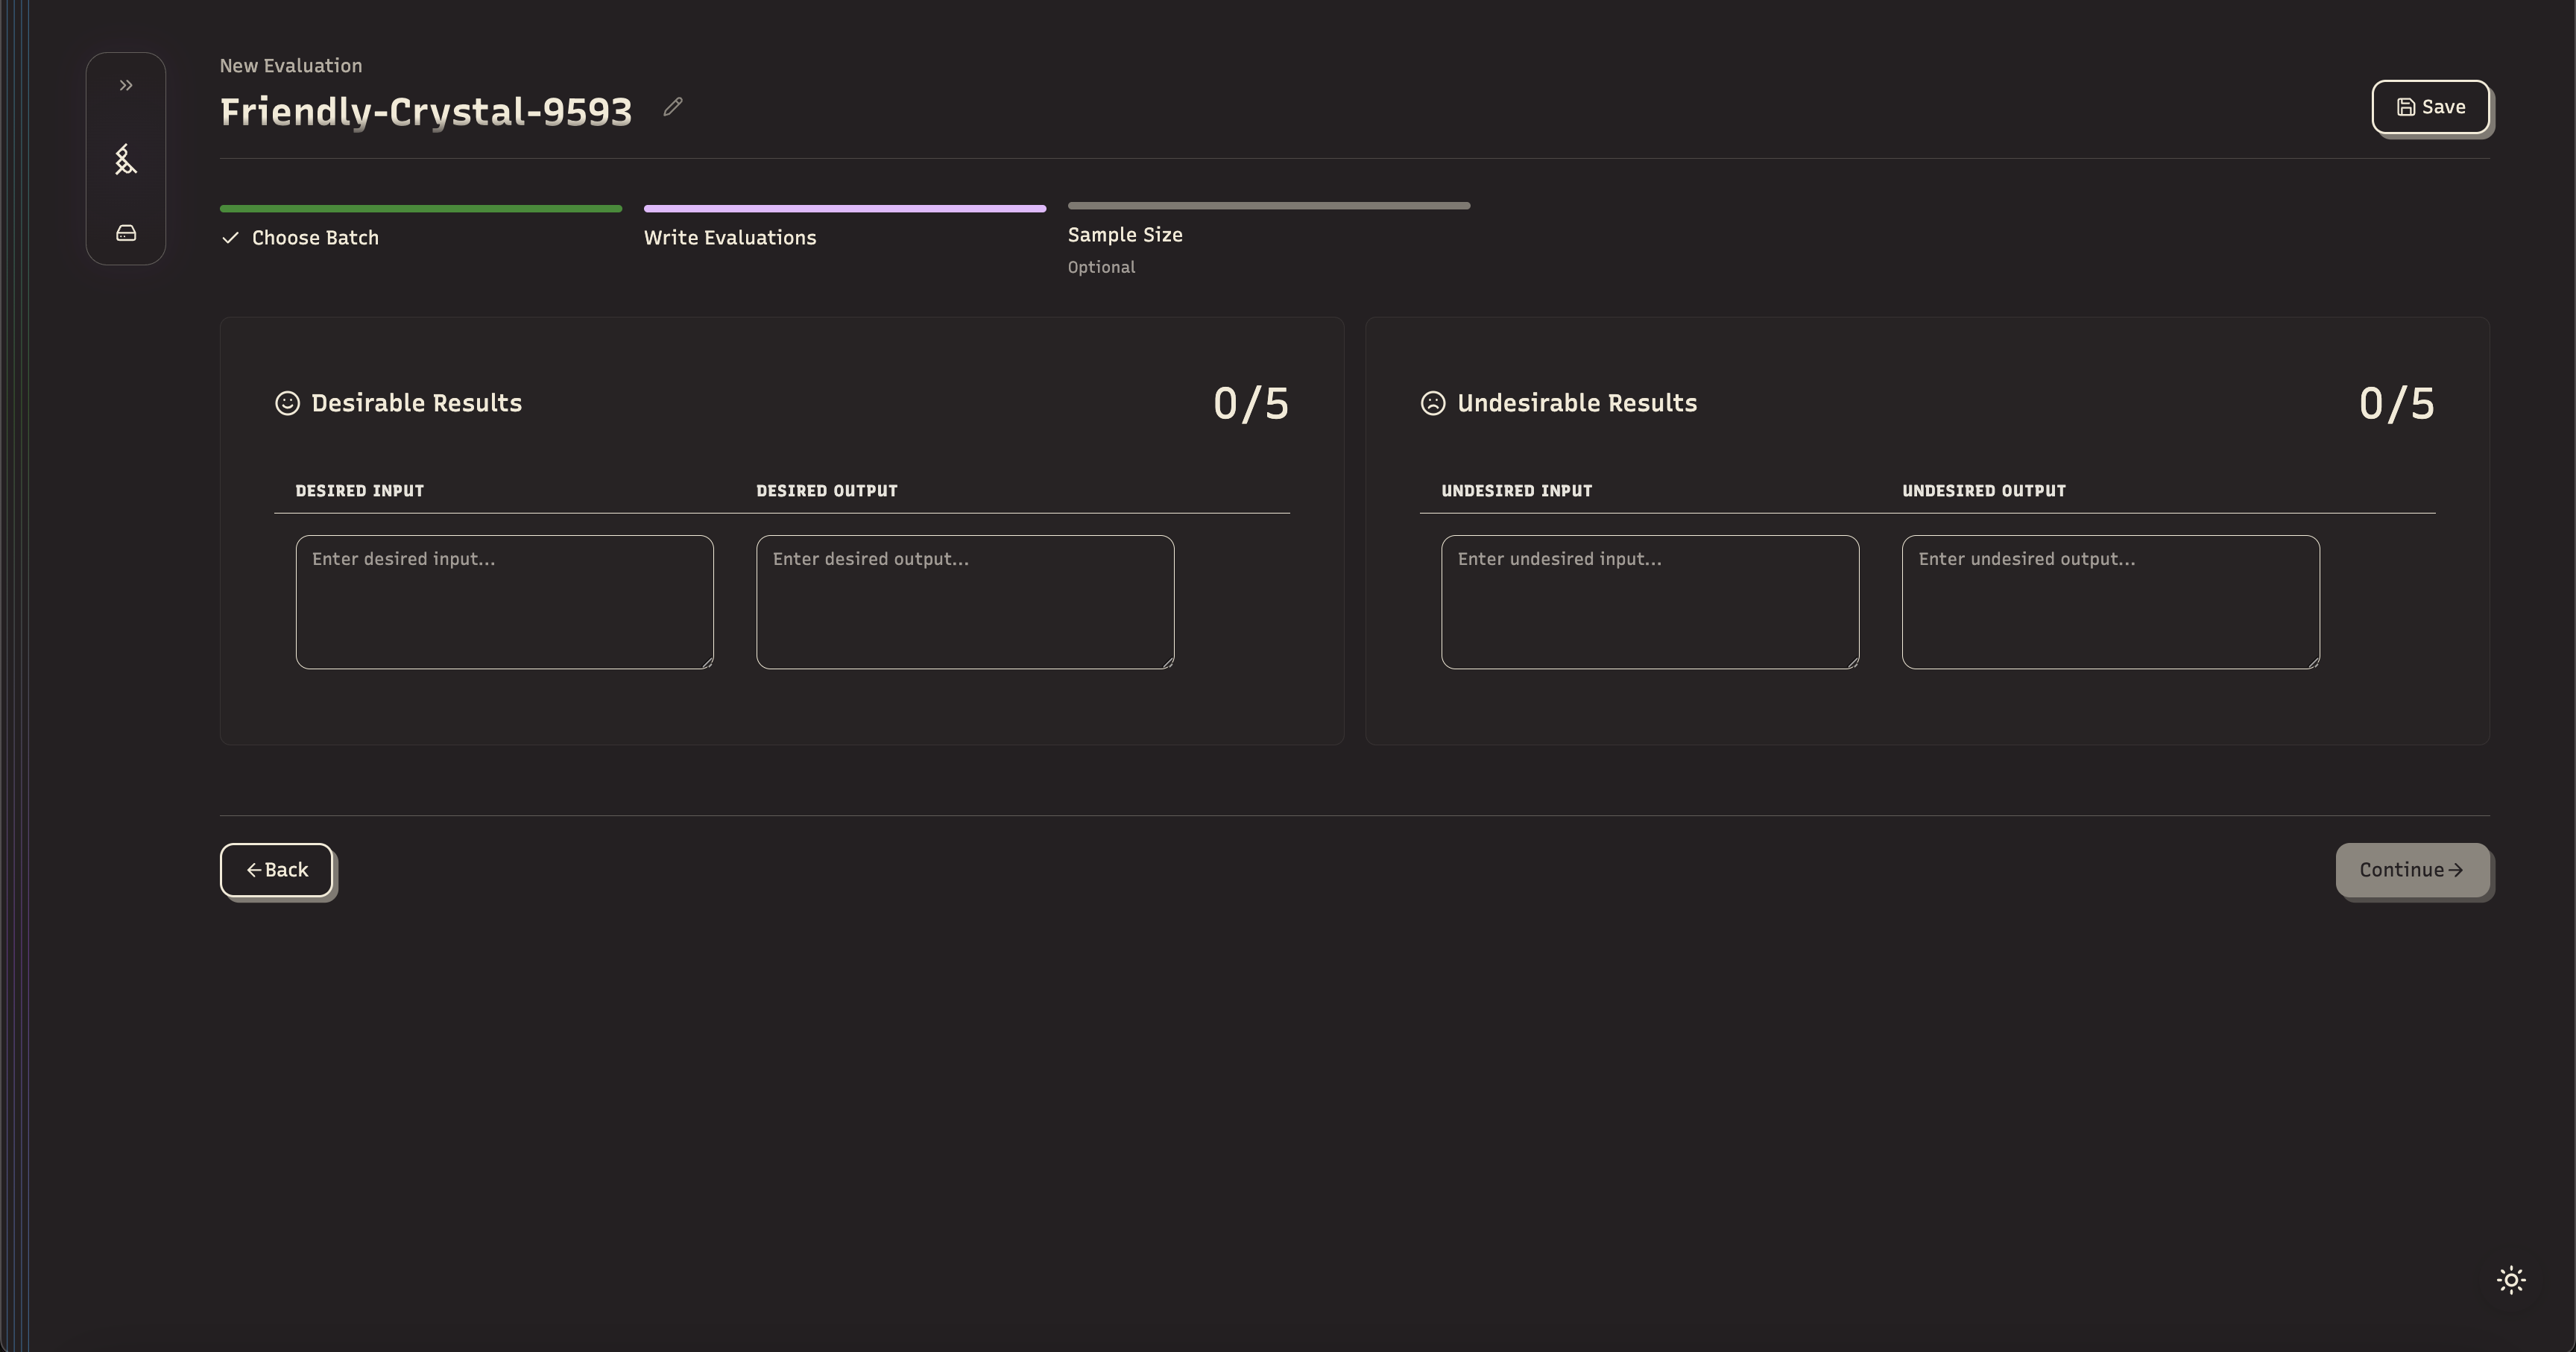 New Evaluation
Friendly-Crystal-9593
Save
Choose Batch
Write Evaluations
Sample Size
Optional
Desirable Results
0/5
DESIRED INPUT
DESIRED OUTPUT
Enter desired input...
Enter desired output...
Undesirable Results
0/5
UNDESIRED INPUT
UNDESIRED OUTPUT
Enter undesired input...
Enter undesired output...
Back
Continue